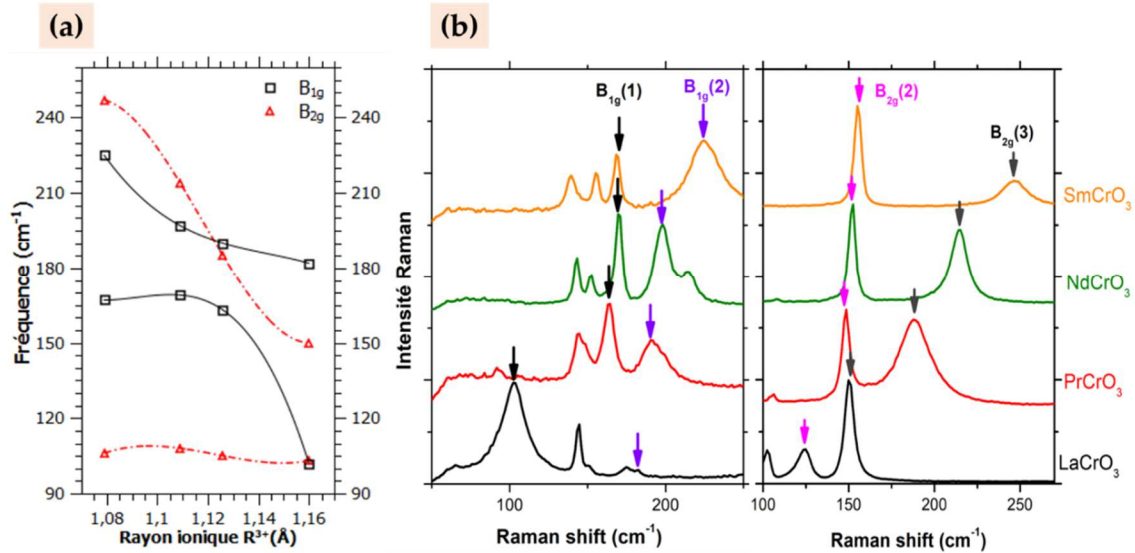 (a)
(b)
B1g
B2g
240
210
180
150
120
90
240
210
180
150
120
90
Fréquence (cm-1)
1,08
1,1
1,12
1,14
1,16
Rayon ionique R3+(Å)
Intensité Raman
B1g(1)
B1g(2)
B2g(2)
B2g(3)
SmCrO3
NdCrO3
PrCrO3
LaCrO3
100
200
Raman shift (cm-1)
100
150
200
250
Raman shift (cm-1)